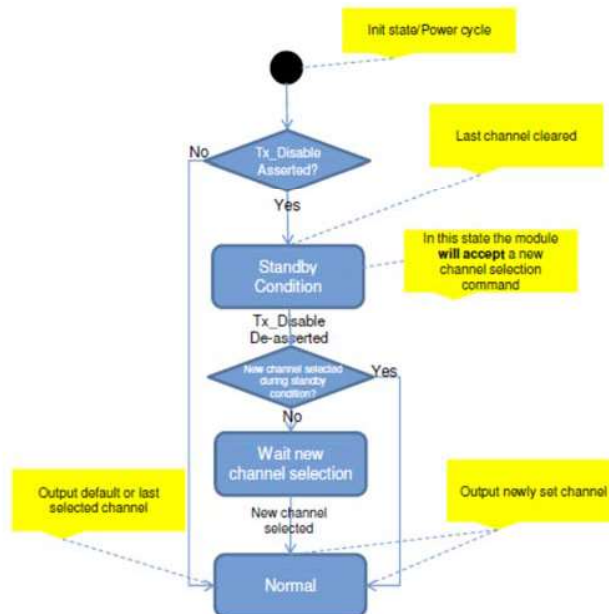 Init state/Power cycle
Tx_Disable
Asserted?
No
Yes
Last channel cleared
Standby
Condition
In this state the module
will accept a new
channel selection
command
Tx_Disable
De-asserted
New channel selected
during standby
condition?
Yes
No
Wait new
channel selection
Output default or last
selected channel
Output newly set channel
New channel
selected
Normal